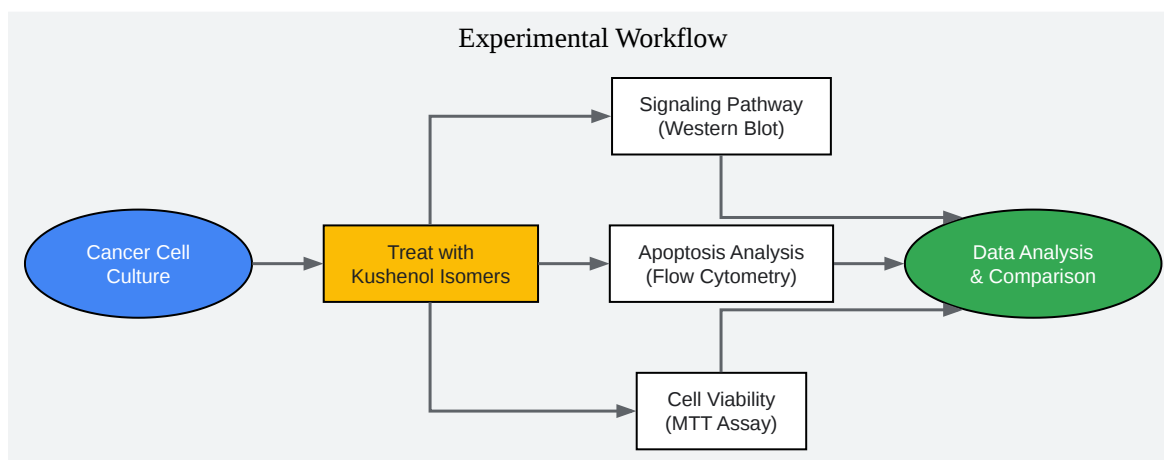 Experimental Workflow
Signaling Pathway
(Western Blot)
Cancer Cell
Culture
Treat with
Kushenol Isomers
Apoptosis Analysis
(Flow Cytometry)
Data Analysis
& Comparison
Cell Viability
(MTT Assay)